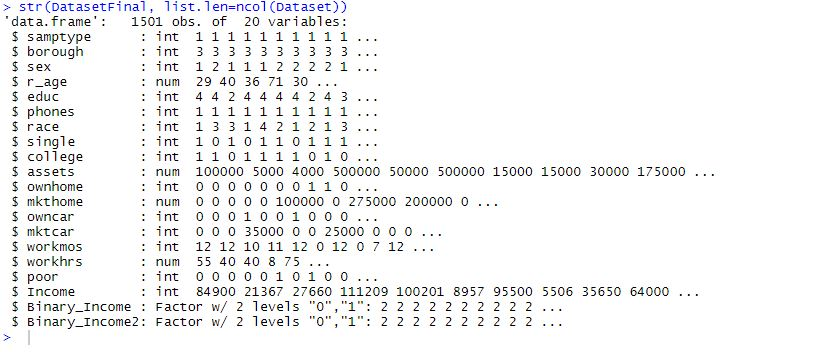 > str(DatasetFinal, list.len=ncol(Dataset))
'data.frame':   1501 obs. of  20 variables:
 $ samptype      : int  1 1 1 1 1 1 1 1 1 1 ...
 $ borough       : int  3 3 3 3 3 3 3 3 3 3 ...
 $ sex           : int  1 2 1 1 1 2 2 2 2 1 ...
 $ r_age         : num  29 40 36 71 30 ...
 $ educ          : int  4 4 2 4 4 4 4 2 4 3 ...
 $ phones        : int  1 1 1 1 1 1 1 1 1 1 ...
 $ race          : int  1 3 3 1 4 2 1 2 1 3 ...
 $ single        : int  1 0 1 0 1 1 0 1 1 1 ...
 $ college       : int  1 1 0 1 1 1 1 0 1 0 ...
 $ assets        : num  100000 5000 4000 500000 50000 500000 15000 15000 30000 175000 ...
 $ ownhome       : int  0 0 0 0 0 0 0 1 1 0 ...
 $ mkthome       : num  0 0 0 0 0 100000 0 275000 200000 0 ...
 $ owncar        : int  0 0 0 1 0 0 1 0 0 0 ...
 $ mktcar        : int  0 0 0 35000 0 0 25000 0 0 0 ...
 $ workmos       : int  12 12 10 11 12 0 12 0 7 12 ...
 $ workhrs       : num  55 40 40 8 75 ...
 $ poor          : int  0 0 0 0 0 1 0 1 0 0 ...
 $ Income        : int  84900 21367 27660 111209 100201 8957 95500 5506 35650 64000 ...
 $ Binary_Income : Factor w/ 2 levels "0","1": 2 2 2 2 2 2 2 2 2 2 ...
 $ Binary_Income2: Factor w/ 2 levels "0","1": 2 2 2 2 2 2 2 2 2 2 ...
>